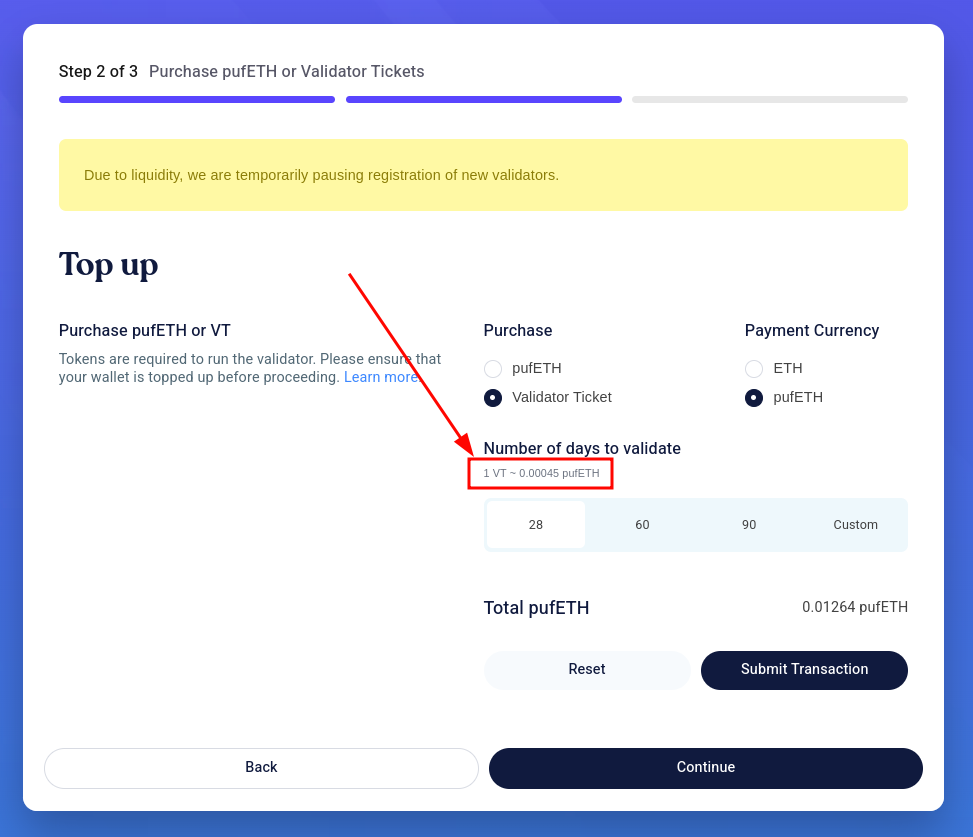 Step 2 of 3 Purchase pufETH or Validator Tickets
Due to liquidity, we are temporarily pausing registration of new validators.
Top up
Purchase pufETH or VT
Tokens are required to run the validator. Please ensure that
your wallet is topped up before proceeding. Learn more.
Purchase
pufETH
Validator Ticket
Payment Currency
ETH
pufETH
Number of days to validate
1 VT ~ 0.00045 pufETH
28 60 90 Custom
Total pufETH 0.01264 pufETH
Reset Submit Transaction
Back Continue